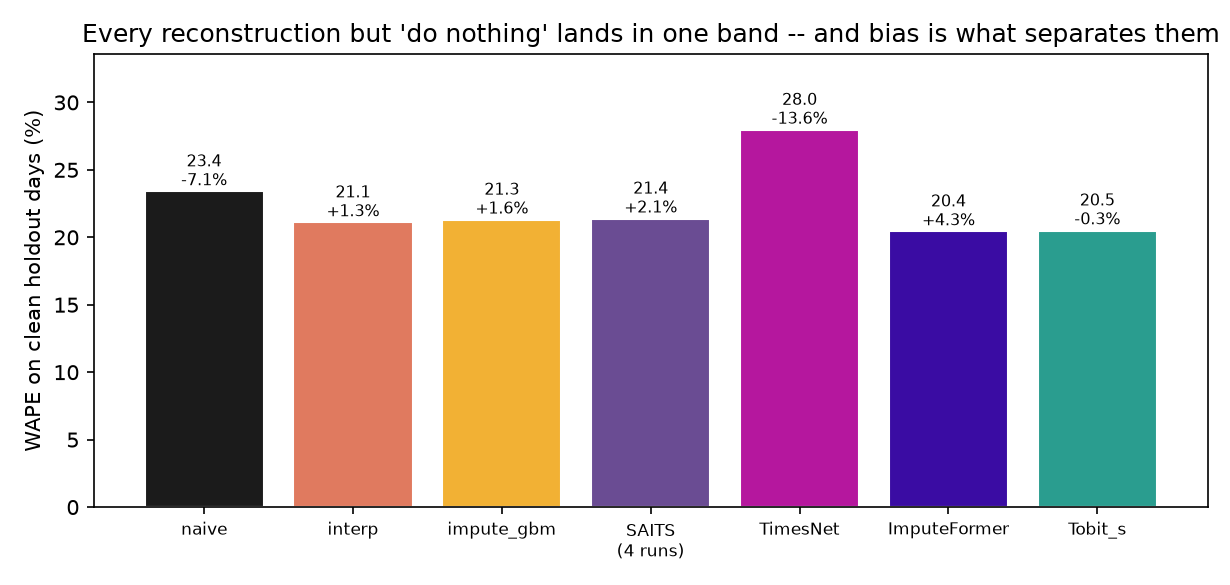 Every reconstruction but 'do nothing' lands in one band -- and bias is what separates them
WAPE on clean holdout days (%)
30
25
20
15
10
5
0
23.4
-7.1%
21.1
+1.3%
21.3
+1.6%
21.4
+2.1%
28.0
-13.6%
20.4
+4.3%
20.5
-0.3%
naive
interp
impute_gbm
SAITS
(4 runs)
TimesNet
ImputeFormer
Tobit_s